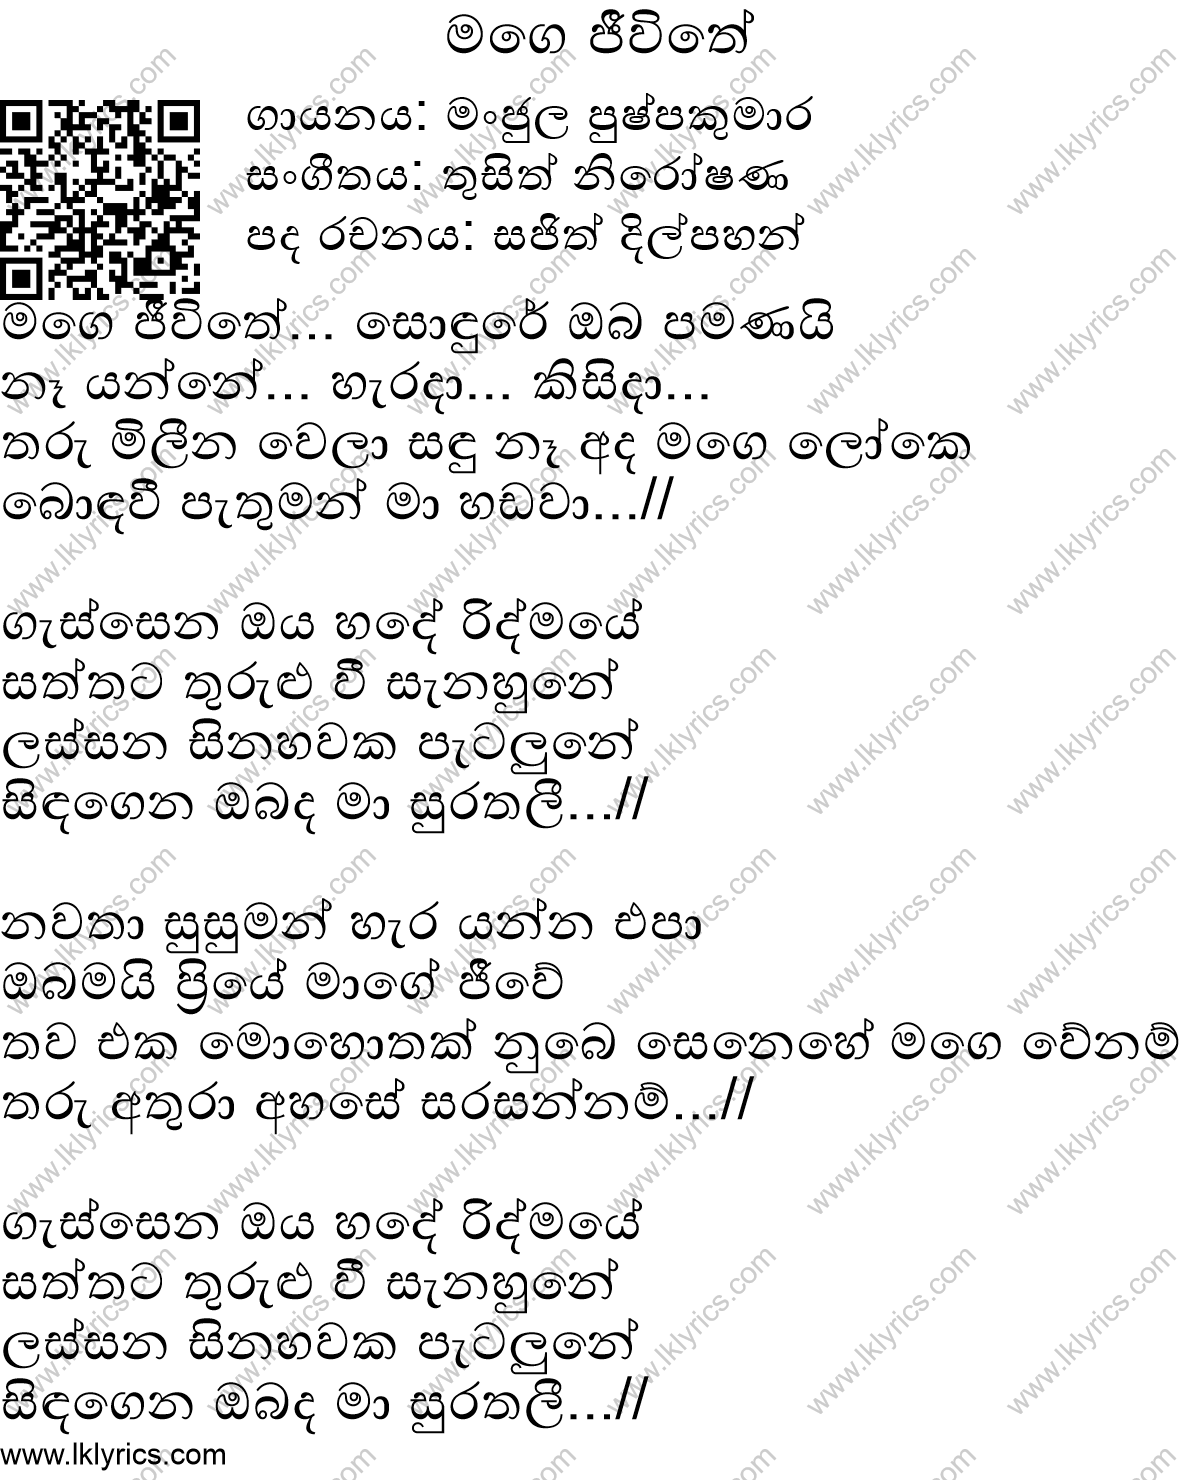 මගෙ ජීවිතේ
ගායනය: මංජුල පුෂ්පකුමාර
සංගීතය: තුසිත් නිරෝෂණ
පද රචනය: සජිත් දිල්පහන්
මගෙ ජීවිතේ... සොඳුරේ ඔබ පමණයි
නෑ යන්නේ... හැරදා... කිසිදා...
තරු මිලීන වෙලා සඳු නෑ අද මගෙ ලෝකෙ
බොඳවී පැතුමන් මා හඩවා...//
ගැස්සෙන ඔය හදේ රිද්මයේ
සත්තට තුරුළු වී සැනහුනේ
ලස්සන සිනහවක පැටලුනේ
සිඳගෙන ඔබද මා සුරතලී...//
නවතා සුසුමන් හැර යන්න එපා
ඔබමයි ප්‍රියේ මාගේ ජීවේ
තව එක මොහොතක් නුබෙ සෙනෙහේ මගෙ වේනම්
තරු අතුරා අහසේ සරසන්නම්...//
ගැස්සෙන ඔය හදේ රිද්මයේ
සත්තට තුරුළු වී සැනහුනේ
ලස්සන සිනහවක පැටලුනේ
සිඳගෙන ඔබද මා සුරතලී...//
www.lklyrics.com